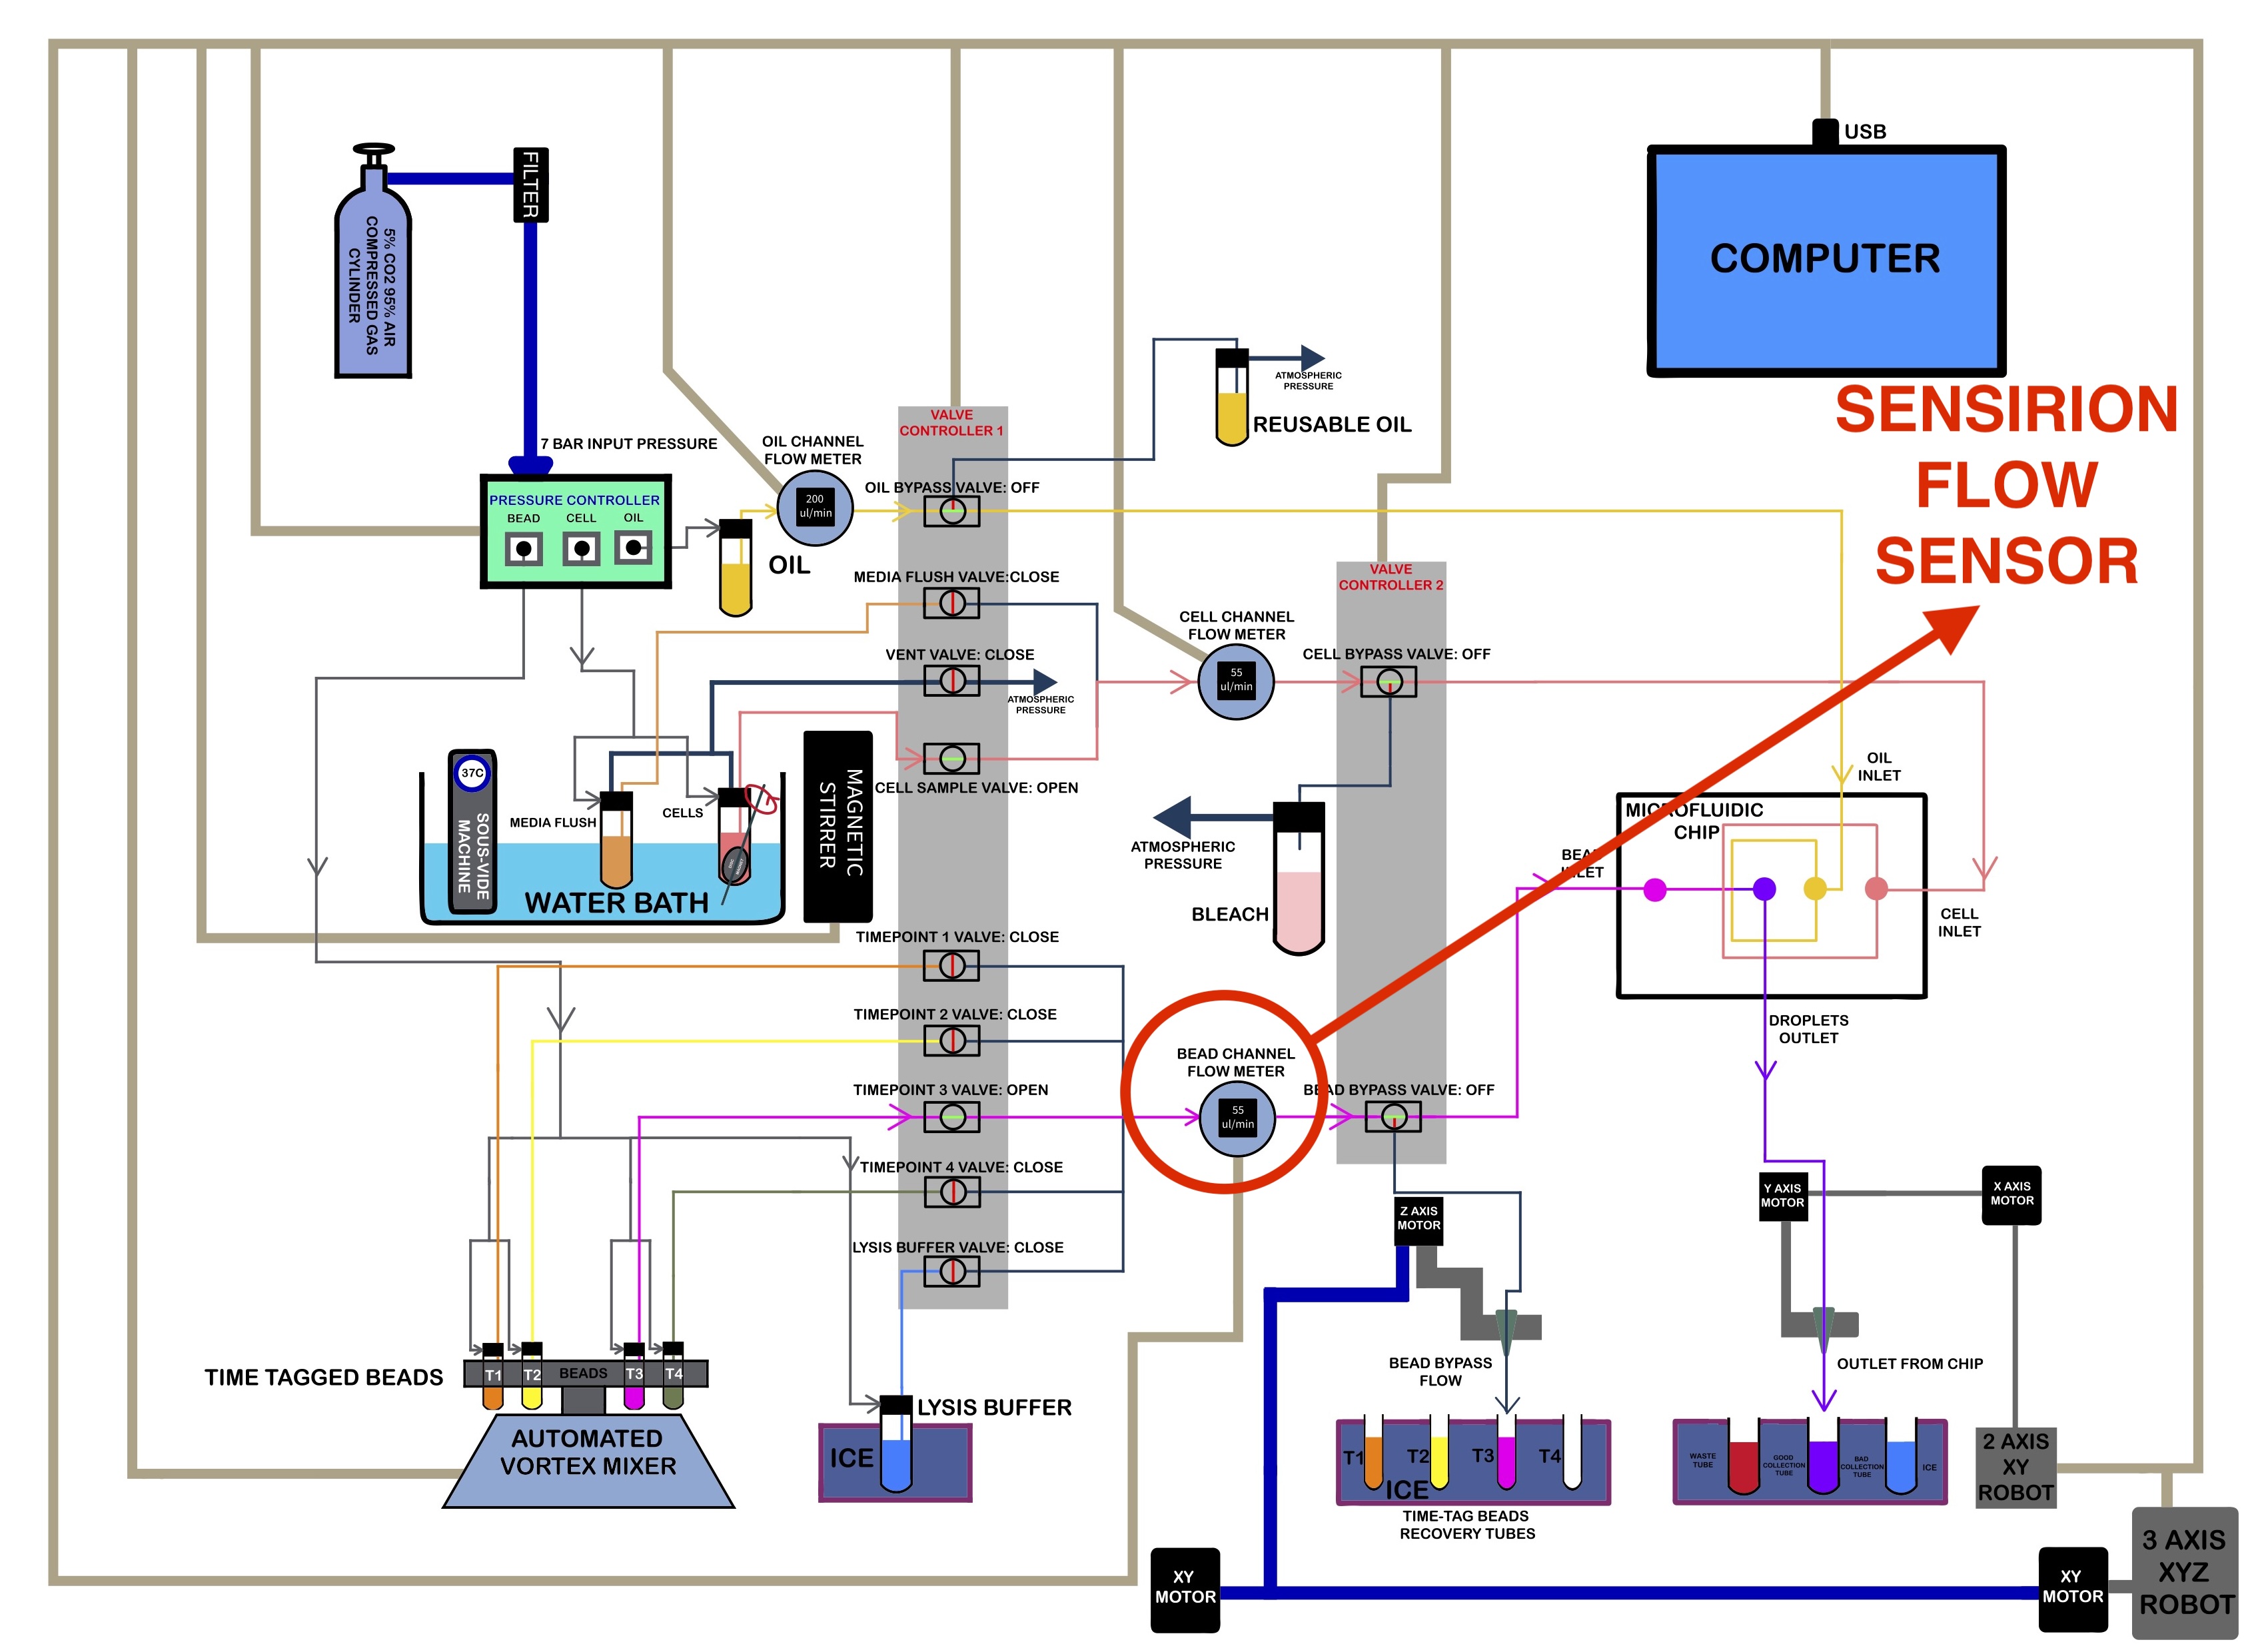 USB
COMPUTER
FILTER
5% CO2 95% AIR
COMPRESSED GAS
CYLINDER
SENSIRION
FLOW
SENSOR
ATMOSPHERIC
PRESSURE
REUSABLE OIL
VALVE
CONTROLLER 1
7 BAR INPUT PRESSURE
OIL CHANNEL
FLOW METER
200
ul/min
OIL BYPASS VALVE: OFF
PRESSURE CONTROLLER
BEAD
CELL
OIL
OIL
MEDIA FLUSH VALVE:CLOSE
VALVE
CONTROLLER 2
CELL CHANNEL
FLOW METER
55
ul/min
VENT VALVE: CLOSE
CELL BYPASS VALVE: OFF
ATMOSPHERIC
PRESSURE
37C
SOUS-VIDE
MACHINE
MEDIA FLUSH
CELLS
WATER BATH
MAGNETIC
STIRRER
CELL SAMPLE VALVE: OPEN
OIL
INLET
MICROFLUIDIC
CHIP
ATMOSPHERIC
PRESSURE
BLEACH
BEAD
INLET
CELL
INLET
TIMEPOINT 1 VALVE: CLOSE
TIMEPOINT 2 VALVE: CLOSE
DROPLETS
OUTLET
BEAD CHANNEL
FLOW METER
55
ul/min
TIMEPOINT 3 VALVE: OPEN
BEAD BYPASS VALVE: OFF
TIMEPOINT 4 VALVE: CLOSE
Z AXIS
MOTOR
Y AXIS
MOTOR
X AXIS
MOTOR
LYSIS BUFFER VALVE: CLOSE
TIME TAGGED BEADS
T1
T2
BEADS
T3
T4
AUTOMATED
VORTEX MIXER
LYSIS BUFFER
ICE
BEAD BYPASS
FLOW
OUTLET FROM CHIP
T1
T2
T3
T4
ICE
TIME-TAG BEADS
RECOVERY TUBES
WASTE
TUBE
GOOD
COLLECTION
TUBE
BAD
COLLECTION
TUBE
ICE
2 AXIS
XY
ROBOT
XY
MOTOR
XY
MOTOR
3 AXIS
XYZ
ROBOT